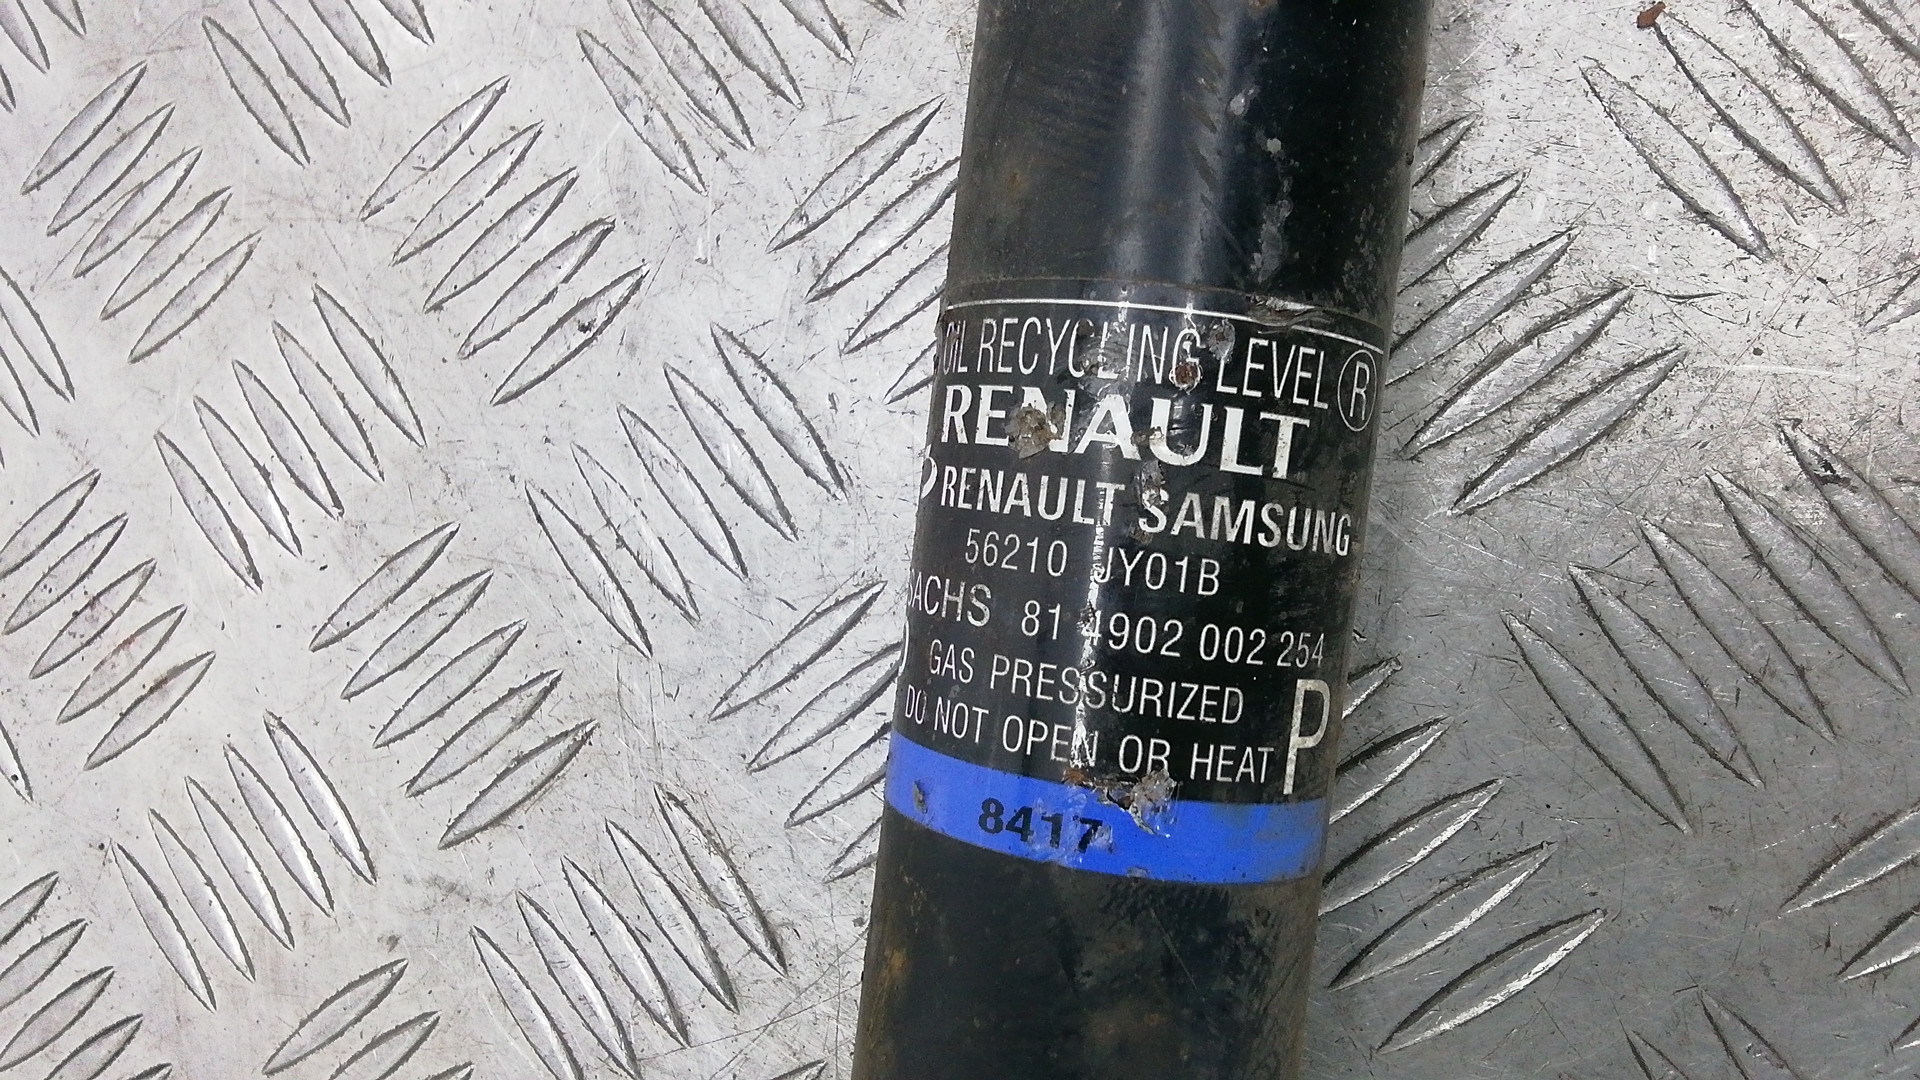 OIL RECYCLING LEVEL ®
RENAULT
RENAULT SAMSUNG
56210 JY01B
SACHS 81 4902 002 254
GAS PRESSURIZED
DO NOT OPEN OR HEAT P
8417